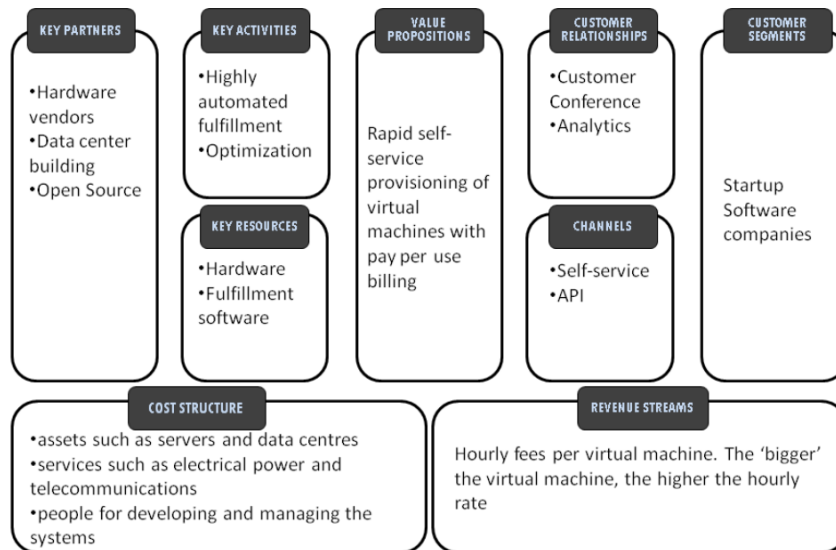 KEY PARTNERS
•Hardware
vendors
•Data center
building
•Open Source
KEY ACTIVITIES
•Highly
automated
fulfillment
•Optimization
KEY RESOURCES
•Hardware
•Fulfillment
software
VALUE
PROPOSITIONS
Rapid self-
service
provisioning of
virtual
machines with
pay per use
billing
CUSTOMER
RELATIONSHIPS
•Customer
Conference
•Analytics
CHANNELS
•Self-service
•API
CUSTOMER
SEGMENTS
Startup
Software
companies
COST STRUCTURE
•assets such as servers and data centres
•services such as electrical power and
telecommunications
•people for developing and managing the
systems
REVENUE STREAMS
Hourly fees per virtual machine. The ‘bigger’
the virtual machine, the higher the hourly
rate